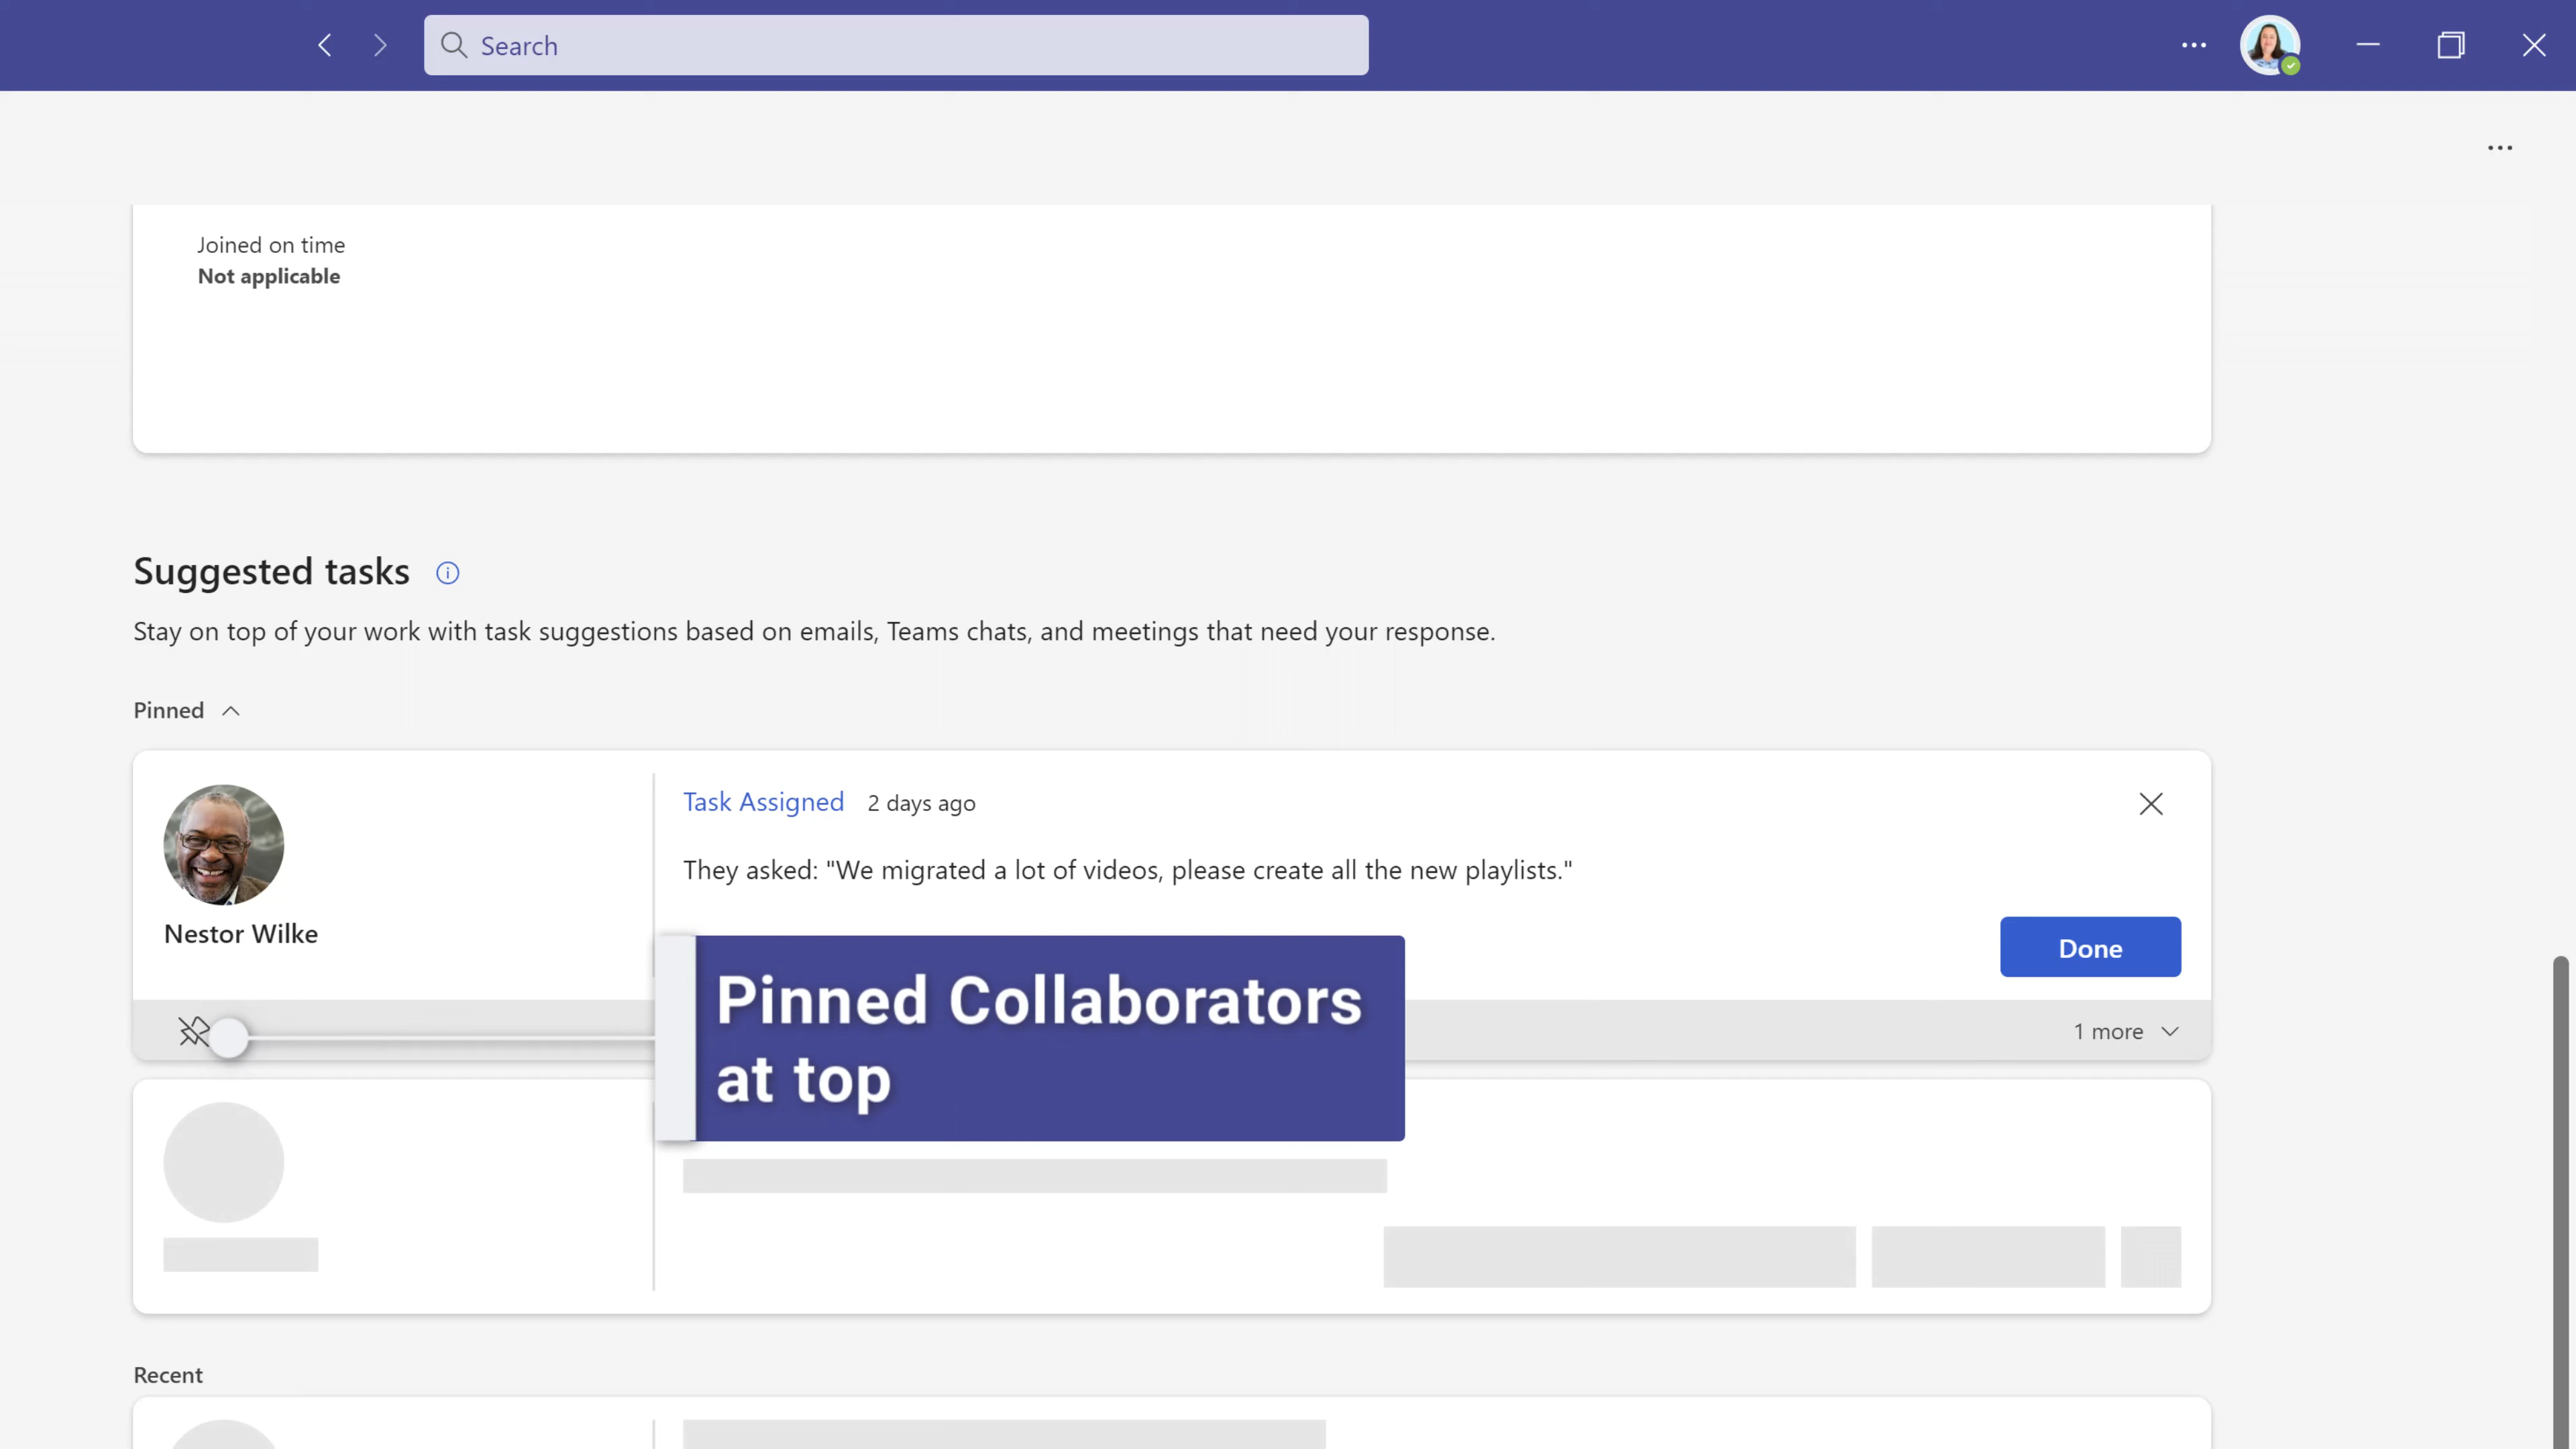 Search
Joined on time
Not applicable
Suggested tasks
Stay on top of your work with task suggestions based on emails, Teams chats, and meetings that need your response.
Pinned
Task Assigned 2 days ago
They asked: "We migrated a lot of videos, please create all the new playlists."
Nestor Wilke
Done
Pinned Collaborators
at top
1 more
Recent